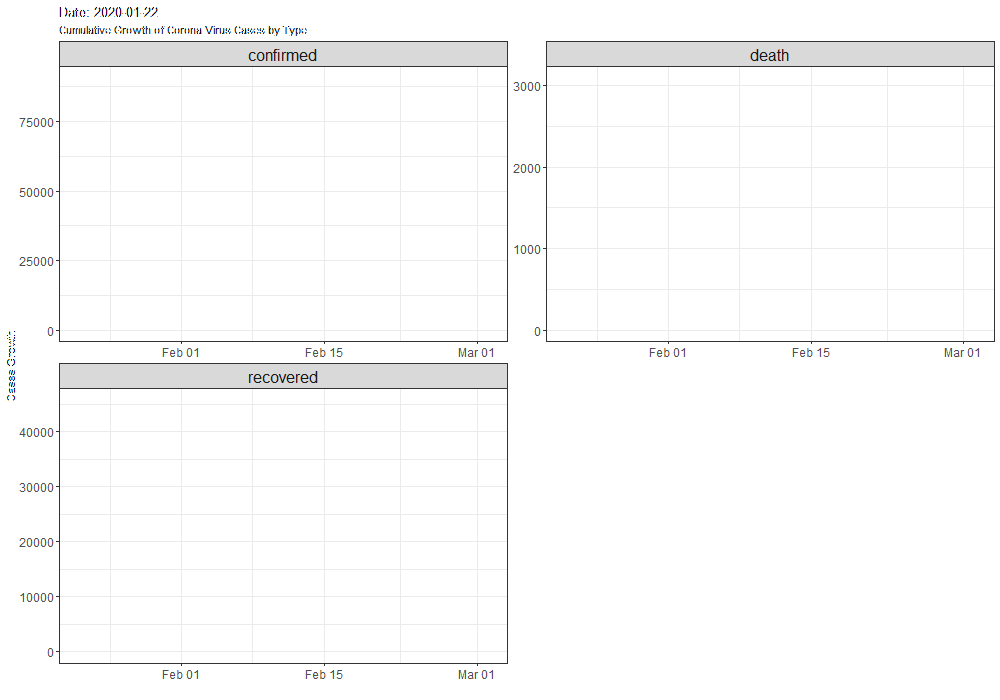 Date: 2020-01-22
Cumulative Growth of Corona Virus Cases by Type
confirmed
death
75000
50000
25000
0
3000
2000
1000
0
Feb 01
Feb 15
Mar 01
Feb 01
Feb 15
Mar 01
Cases Growth
recovered
40000
30000
20000
10000
0
Feb 01
Feb 15
Mar 01